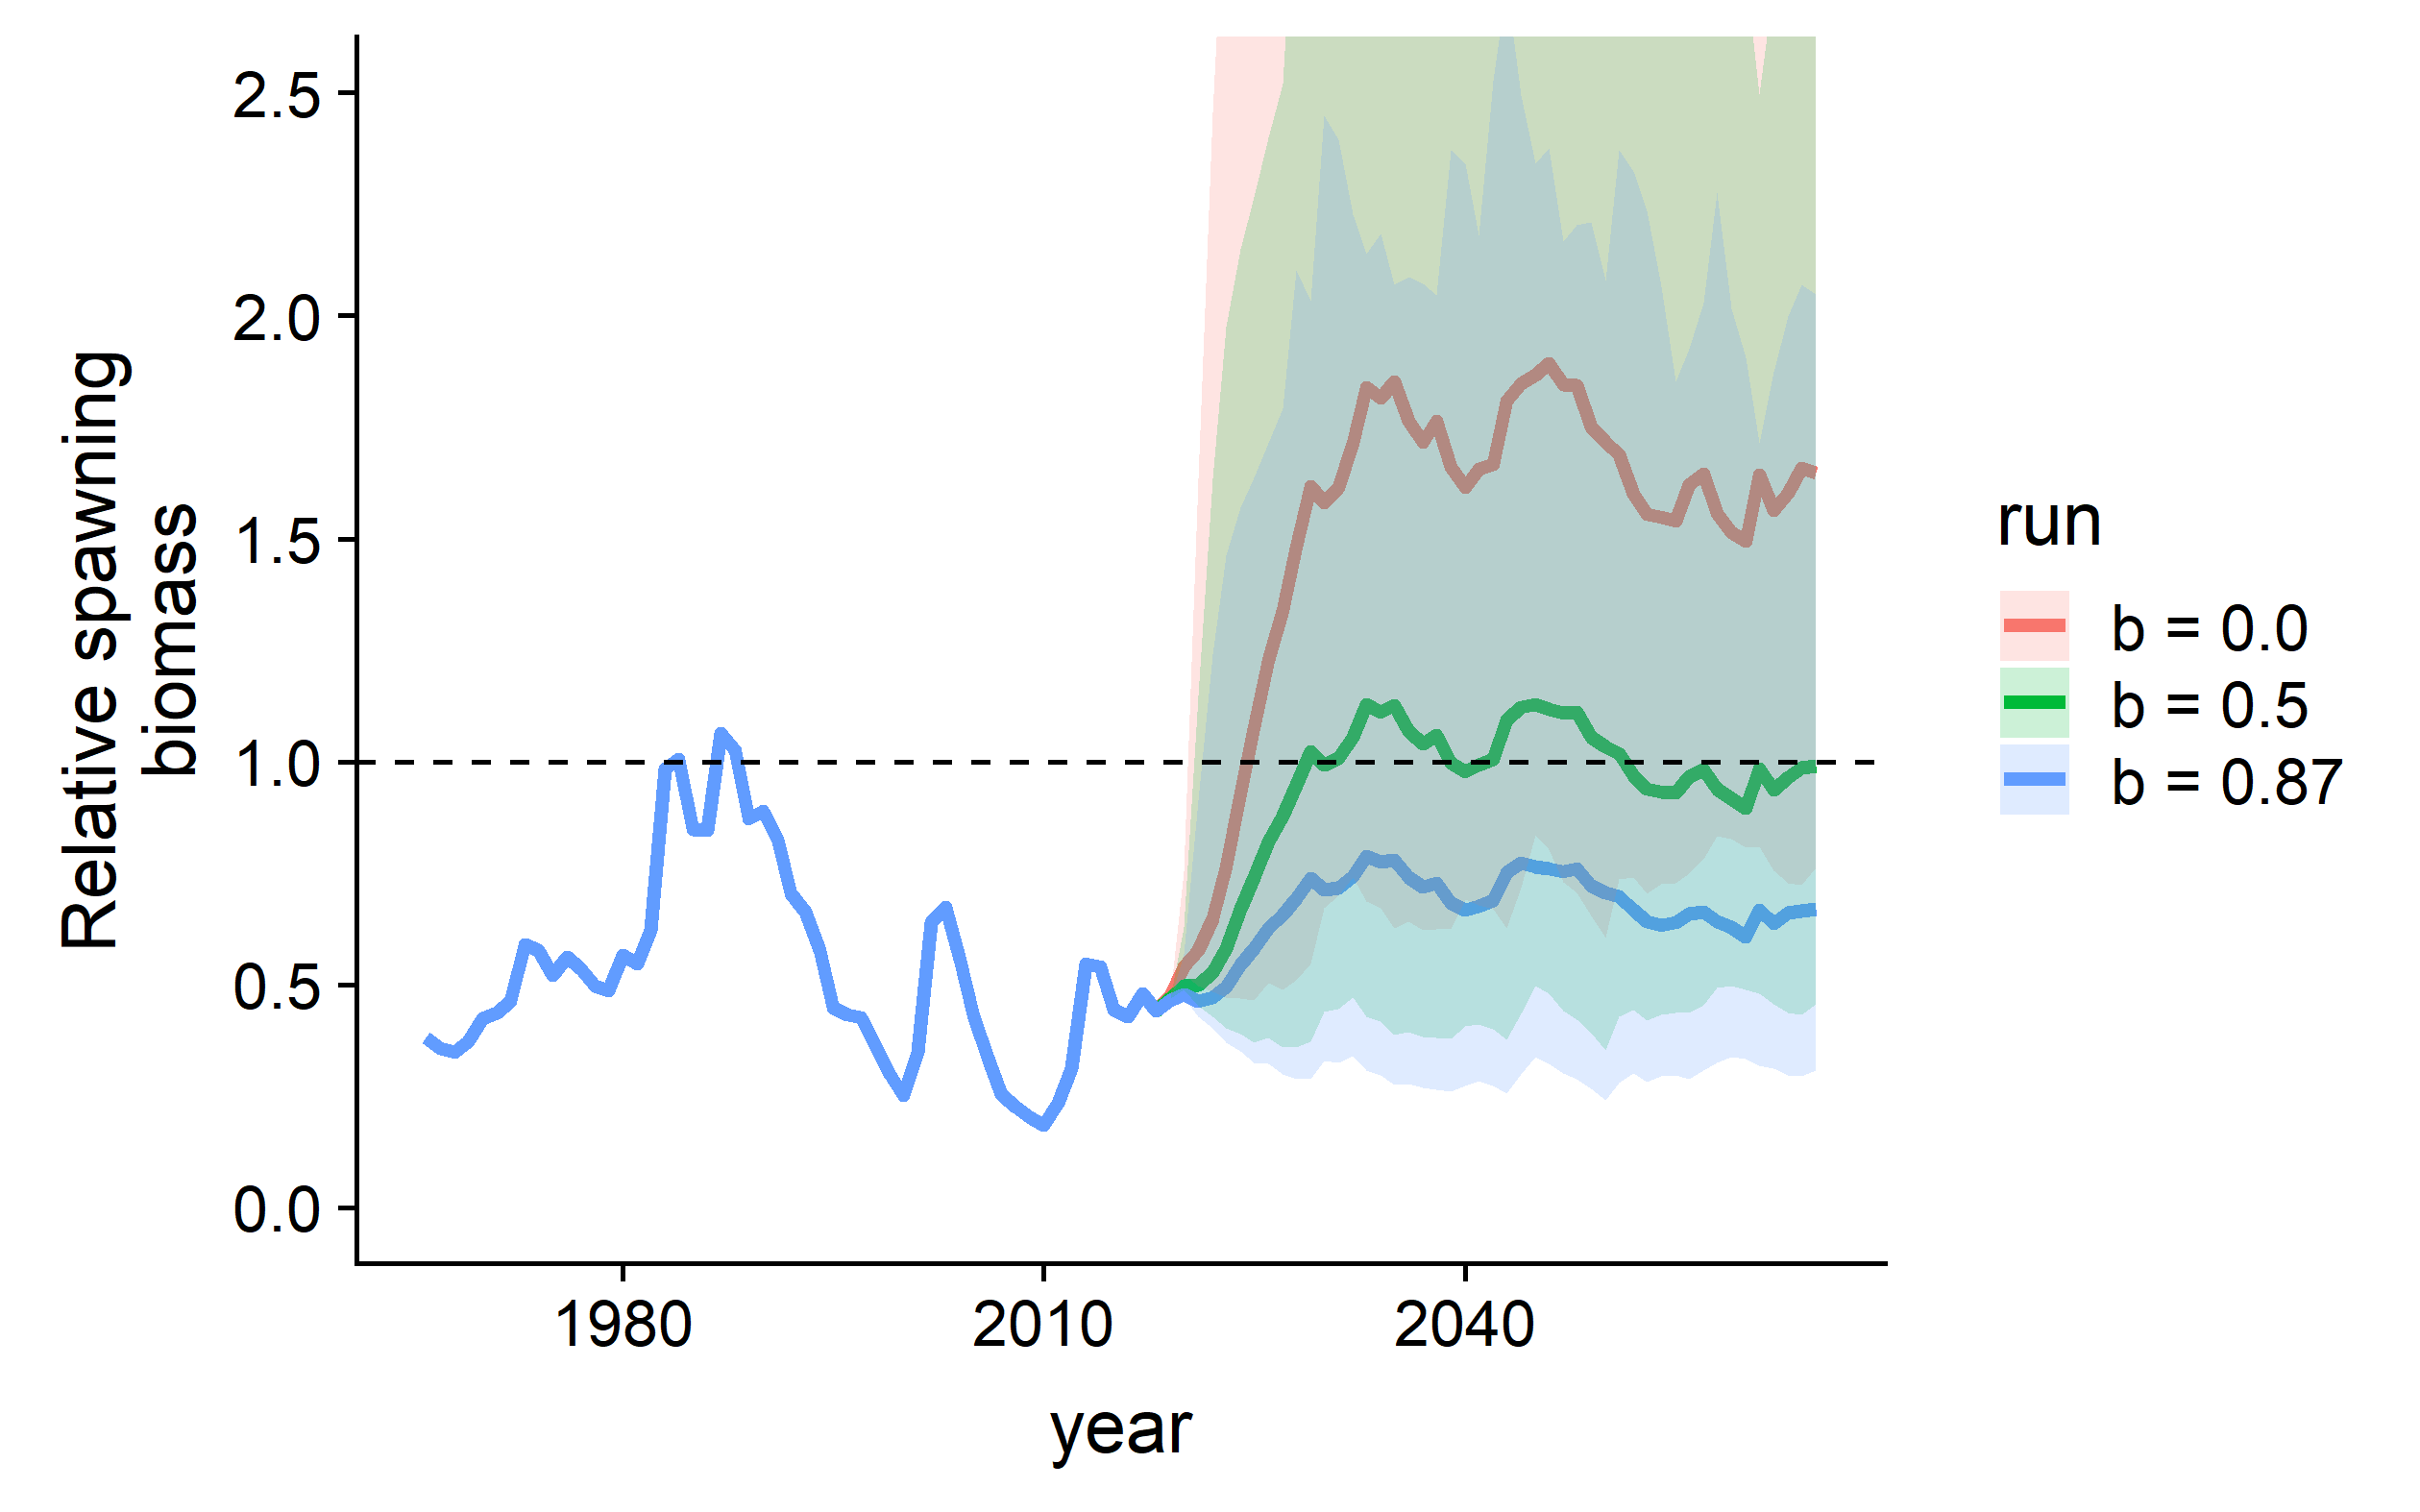 Relative spawning
biomass
2.5
2.0
1.5
1.0
0.5
0.0
1980
2010
2040
year
run
b = 0.0
b = 0.5
b = 0.87